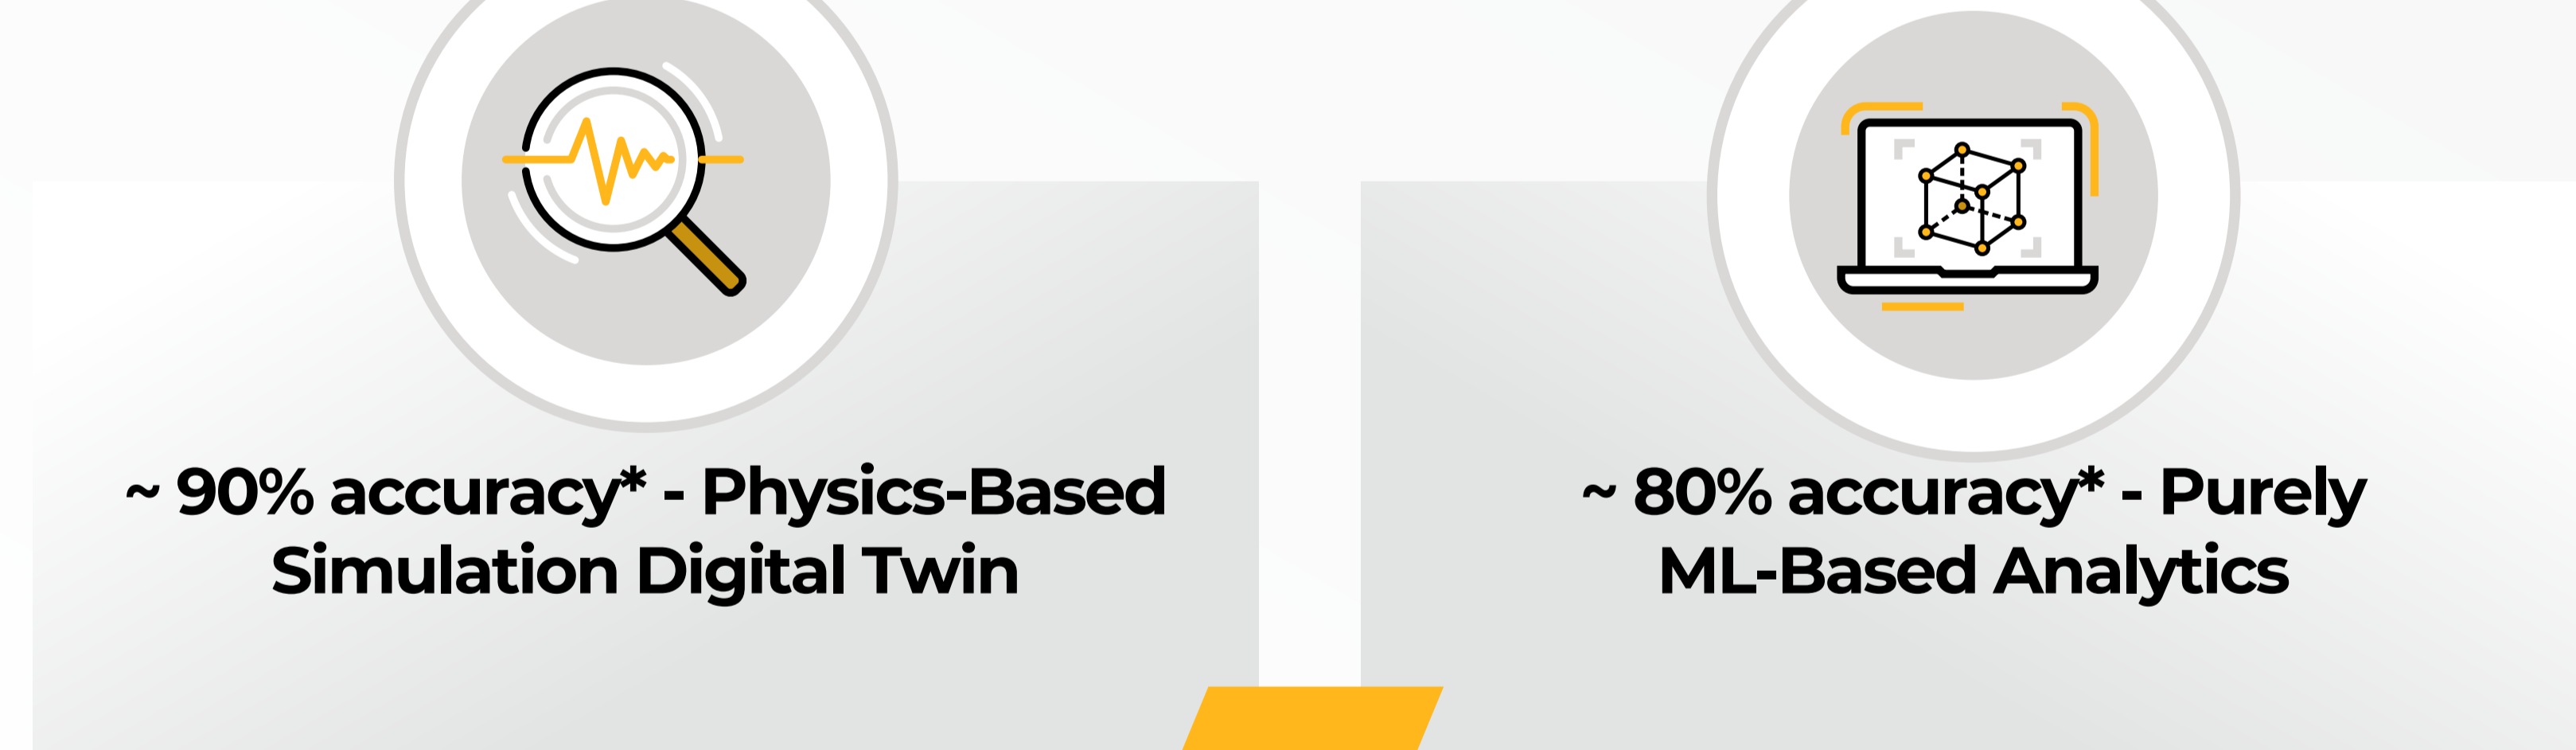 ~ 90% accuracy* - Physics-Based
Simulation Digital Twin
~ 80% accuracy* - Purely
ML-Based Analytics